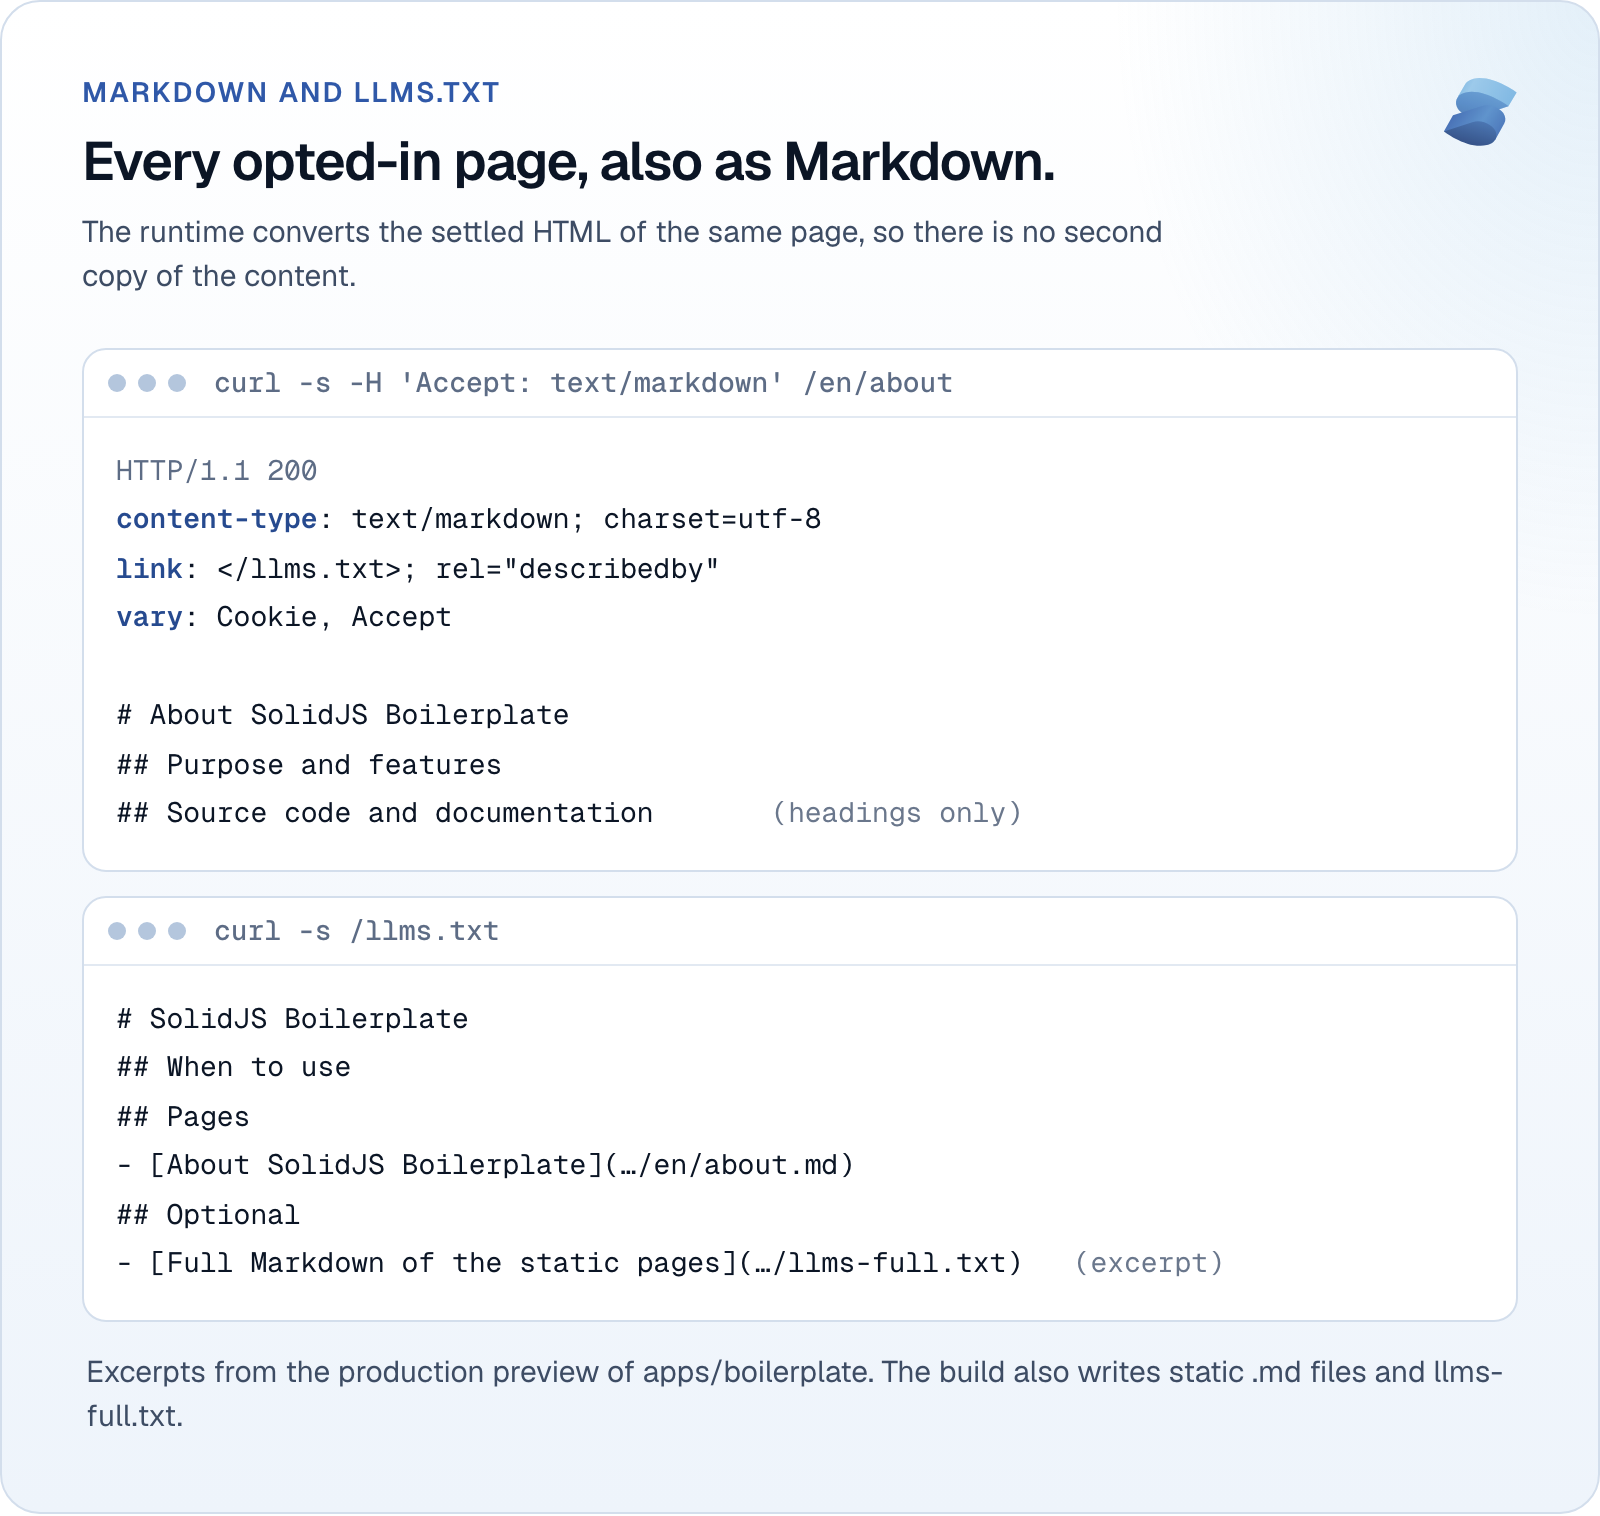 MARKDOWN AND LLMS.TXT
Every opted-in page, also as Markdown.
The runtime converts the settled HTML of the same page, so there is no second
copy of the content.
curl -s -H 'Accept: text/markdown' /en/about
HTTP/1.1 200
content-type: text/markdown; charset=utf-8
link: </llms.txt>; rel="describedby"
vary: Cookie, Accept
# About SolidJS Boilerplate
## Purpose and features
## Source code and documentation (headings only)
curl -s /llms.txt
# SolidJS Boilerplate
## When to use
## Pages
- [About SolidJS Boilerplate](…/en/about.md)
## Optional
- [Full Markdown of the static pages](…/llms-full.txt) (excerpt)
Excerpts from the production preview of apps/boilerplate. The build also writes static .md files and llms-
full.txt.